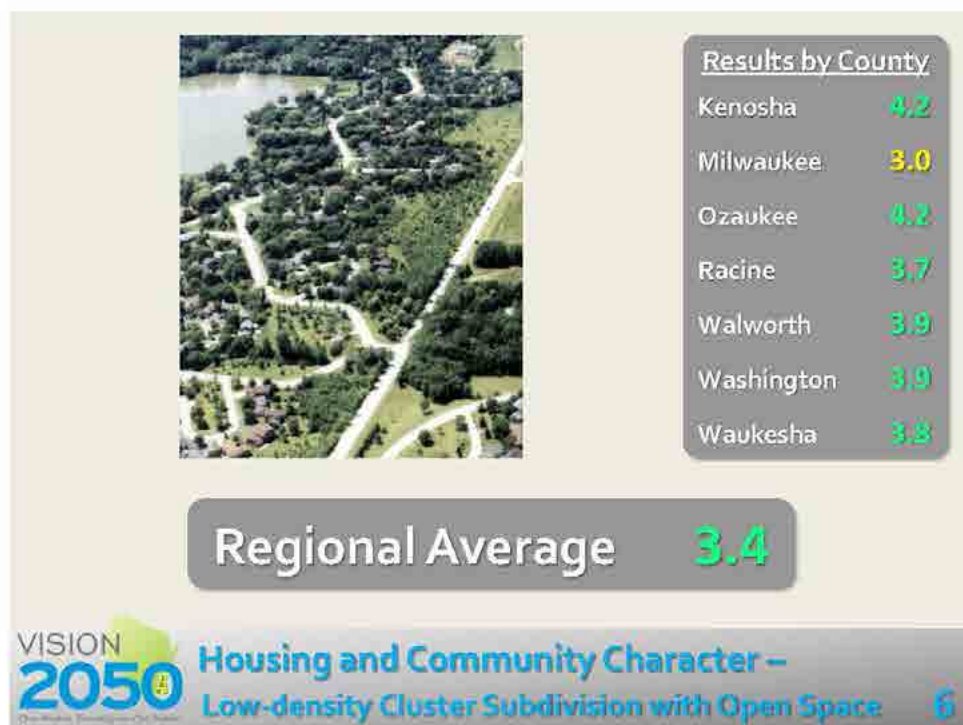 Results by County
Kenosha 4.2
Milwaukee 3.0
Ozaukee 4.2
Racine 3.7
Walworth 3.9
Washington 3.9
Waukesha 3.8
Regional Average 3.4
VISION
2050
Housing and Community Character –
Low-density Cluster Subdivision with Open Space 6